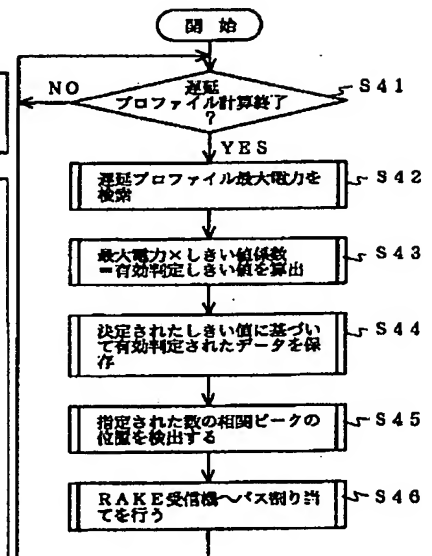 開 始
遅延
プロファイル計算終了
?
S41
NO
YES
遅延プロファイル最大電力を
検索
S42
最大電力×しきい値係数
=有効判定しきい値を算出
S43
決定されたしきい値に基づい
て有効判定されたデータを保
存
S44
指定された数の相関ピークの
位置を検出する
S45
RAKE受信機へパス割り当
てを行う
S46